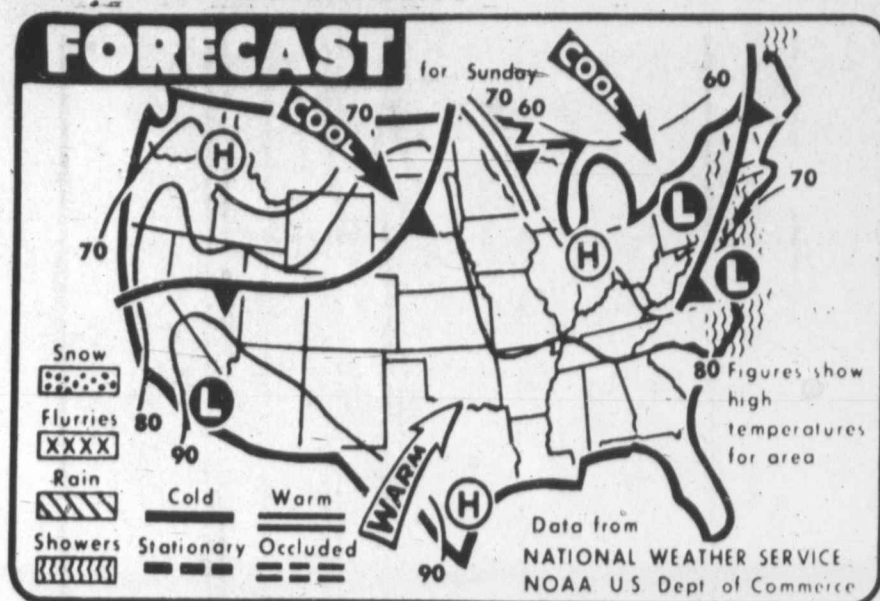 FORECAST
for Sunday
COOL
COOL
70
70
60
60
H
70
L
70
H
L
80
90
L
WARM
H
90
80
Figures show
high
temperatures
for area
Snow
Flurries
XXXX
Rain
Showers
Cold
Warm
Stationary
Occluded
Data from
NATIONAL WEATHER SERVICE
NOAA U S Dept of Commerce